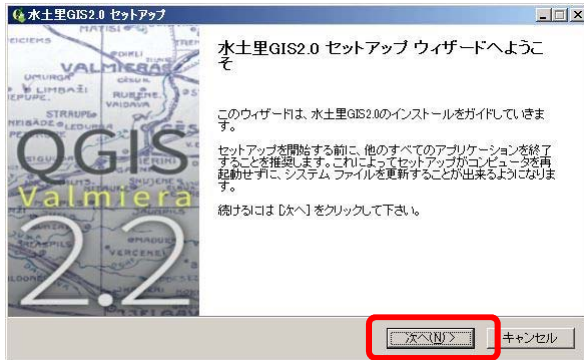 水土里GIS2.0 セットアップ
水土里GIS2.0 セットアップ ウィザードへようこ
そ
このウィザードは、水土里GIS2.0のインストールをガイドしていきま
す。
セットアップを開始する前に、他のすべてのアプリケーションを終了
することを推奨します。これによってセットアップがコンピュータを再
起動せずに、システム ファイルを更新することが出来るようになりま
す。
続けるには [次へ] をクリックして下さい。
QGIS
Valmiera
2.2
VALMIERA
STRAUPE
RUBENE
VAIDAVA
次へ(N) >
キャンセル